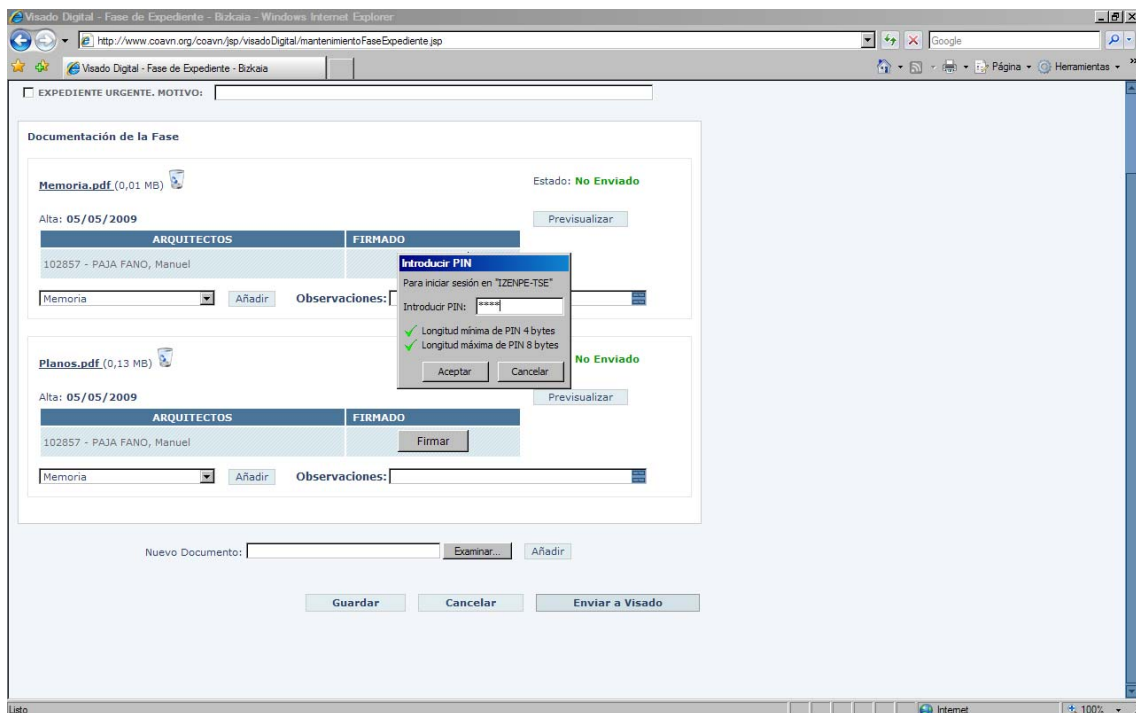 Visado Digital - Fase de Expediente - Bizkaia - Windows Internet Explorer
http://www.coavn.org/coavn/jsp/visadoDigital/mantenimientoFaseExpediente.jsp
Google
Visado Digital - Fase de Expediente - Bizkaia
Página
Herramientas
EXPEDIENTE URGENTE. MOTIVO:
Documentación de la Fase
Memoria.pdf (0,01 MB)
Estado: No Enviado
Alta: 05/05/2009
Previsualizar
ARQUITECTOS FIRMADO
102857 - PAJA FANO, Manuel
Memoria Añadir Observaciones:
Introducir PIN
Para iniciar sesión en "IZENPE-TSE"
Introducir PIN: ****
Longitud mínima de PIN 4 bytes
Longitud máxima de PIN 8 bytes
Aceptar Cancelar
Planos.pdf (0,13 MB)
No Enviado
Alta: 05/05/2009
Previsualizar
ARQUITECTOS FIRMADO
102857 - PAJA FANO, Manuel Firmar
Memoria Añadir Observaciones:
Nuevo Documento: Examinar... Añadir
Guardar Cancelar Enviar a Visado
Listo Internet 100%